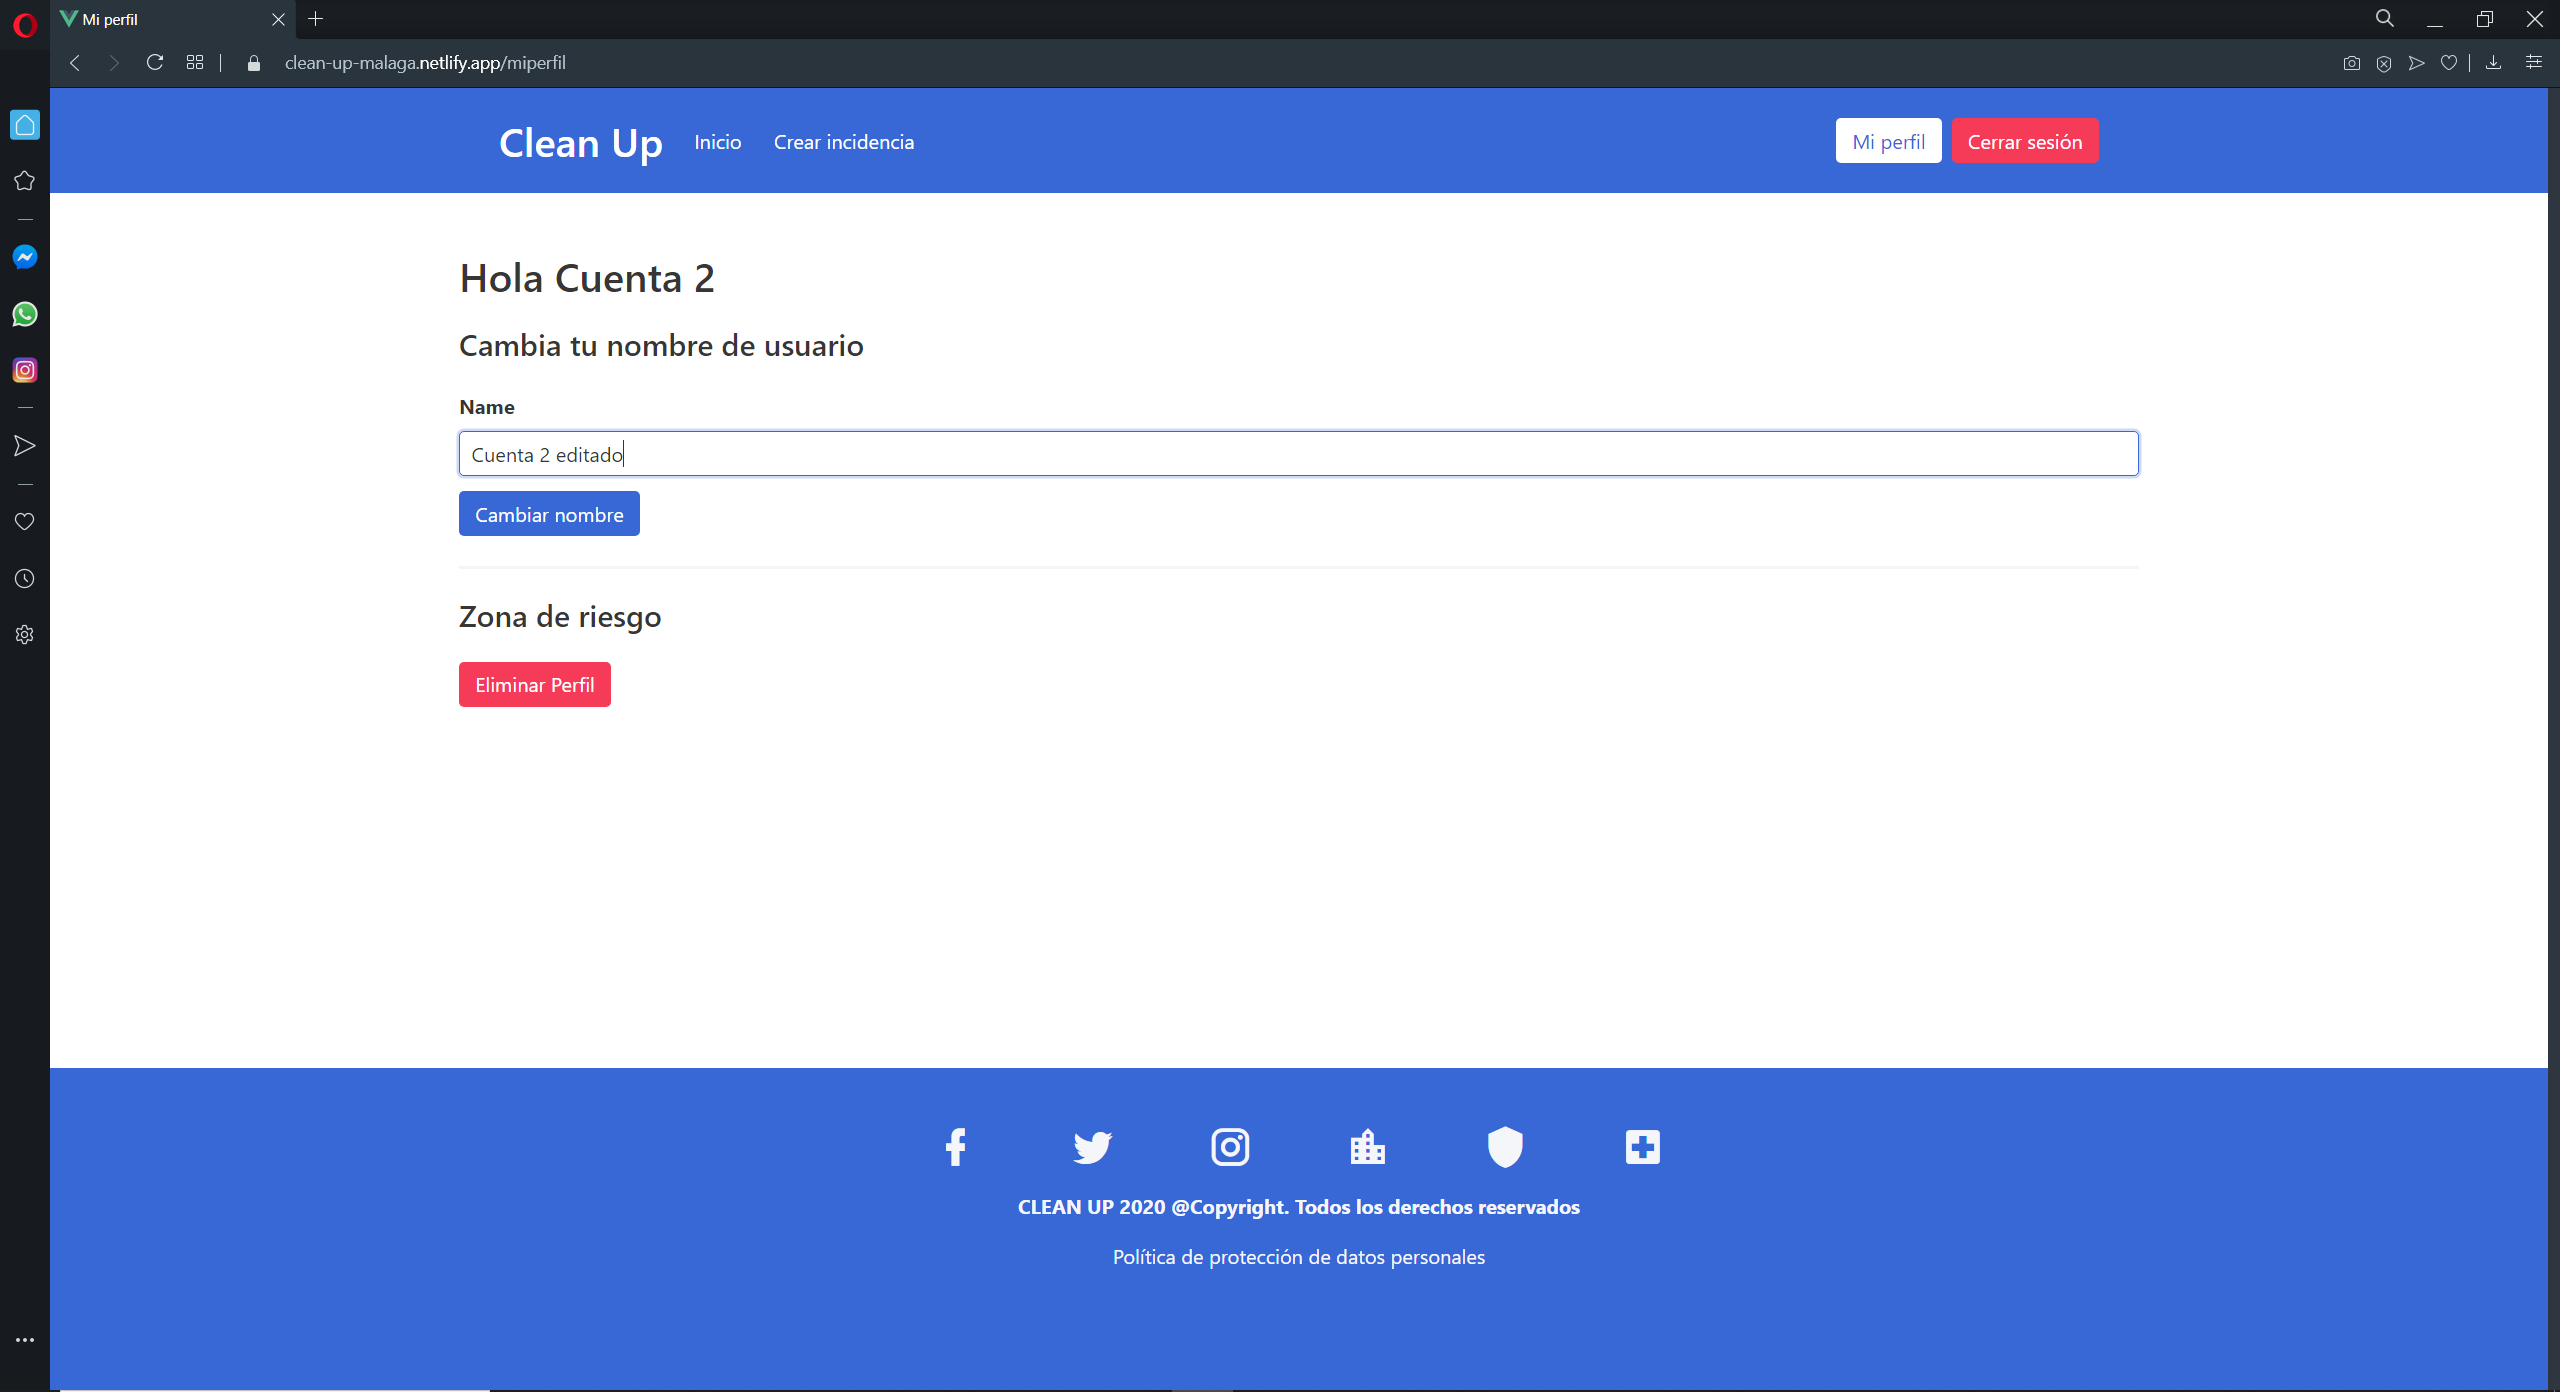 Mi perfil
clean-up-malaga.netlify.app/miperfil
Clean Up
Inicio
Crear incidencia
Mi perfil
Cerrar sesión
Hola Cuenta 2
Cambia tu nombre de usuario
Name
Cuenta 2 editado
Cambiar nombre
Zona de riesgo
Eliminar Perfil
CLEAN UP 2020 @Copyright. Todos los derechos reservados
Política de protección de datos personales